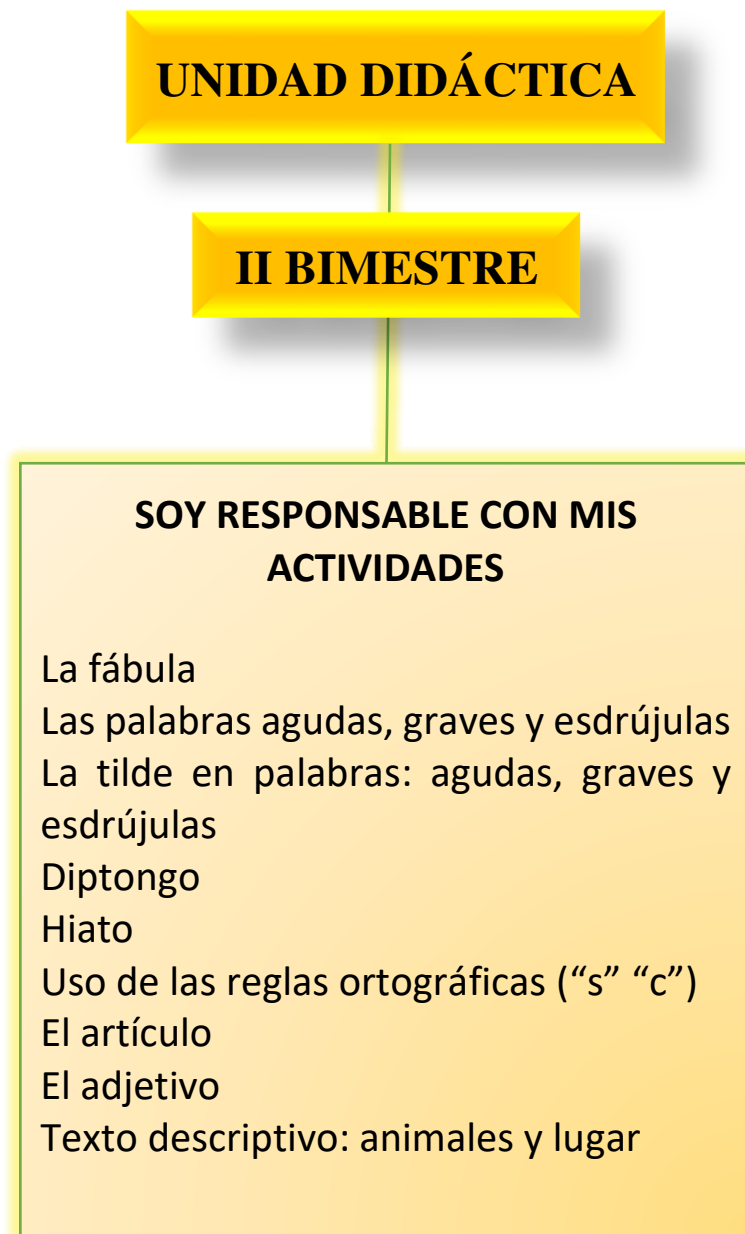 UNIDAD DIDÁCTICA
II BIMESTRE
SOY RESPONSABLE CON MIS
ACTIVIDADES
La fábula
Las palabras agudas, graves y esdrújulas
La tilde en palabras: agudas, graves y
esdrújulas
Diptongo
Hiato
Uso de las reglas ortográficas (“s” “c”)
El artículo
El adjetivo
Texto descriptivo: animales y lugar